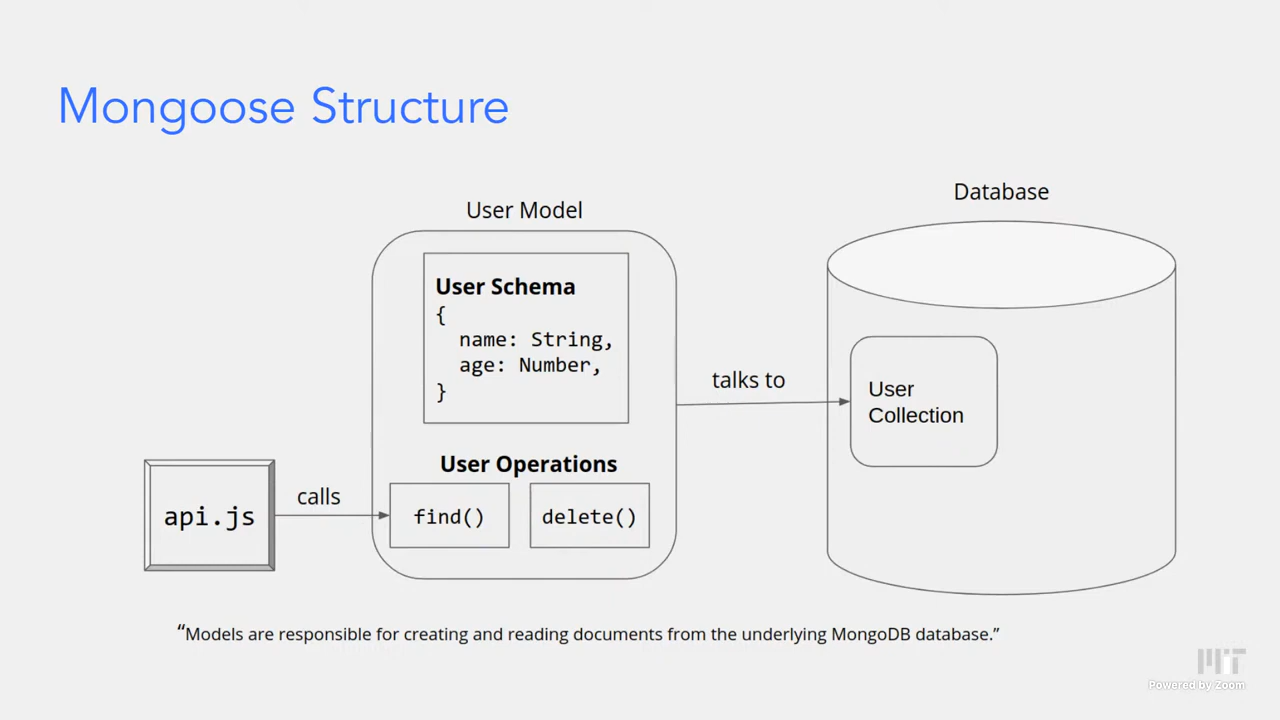 Mongoose Structure
User Model
Database
User Schema
{
name: String,
age: Number,
}
talks to
User
Collection
User Operations
calls
api.js
find()
delete()
“Models are responsible for creating and reading documents from the underlying MongoDB database.”
MIT
Powered by Zoom